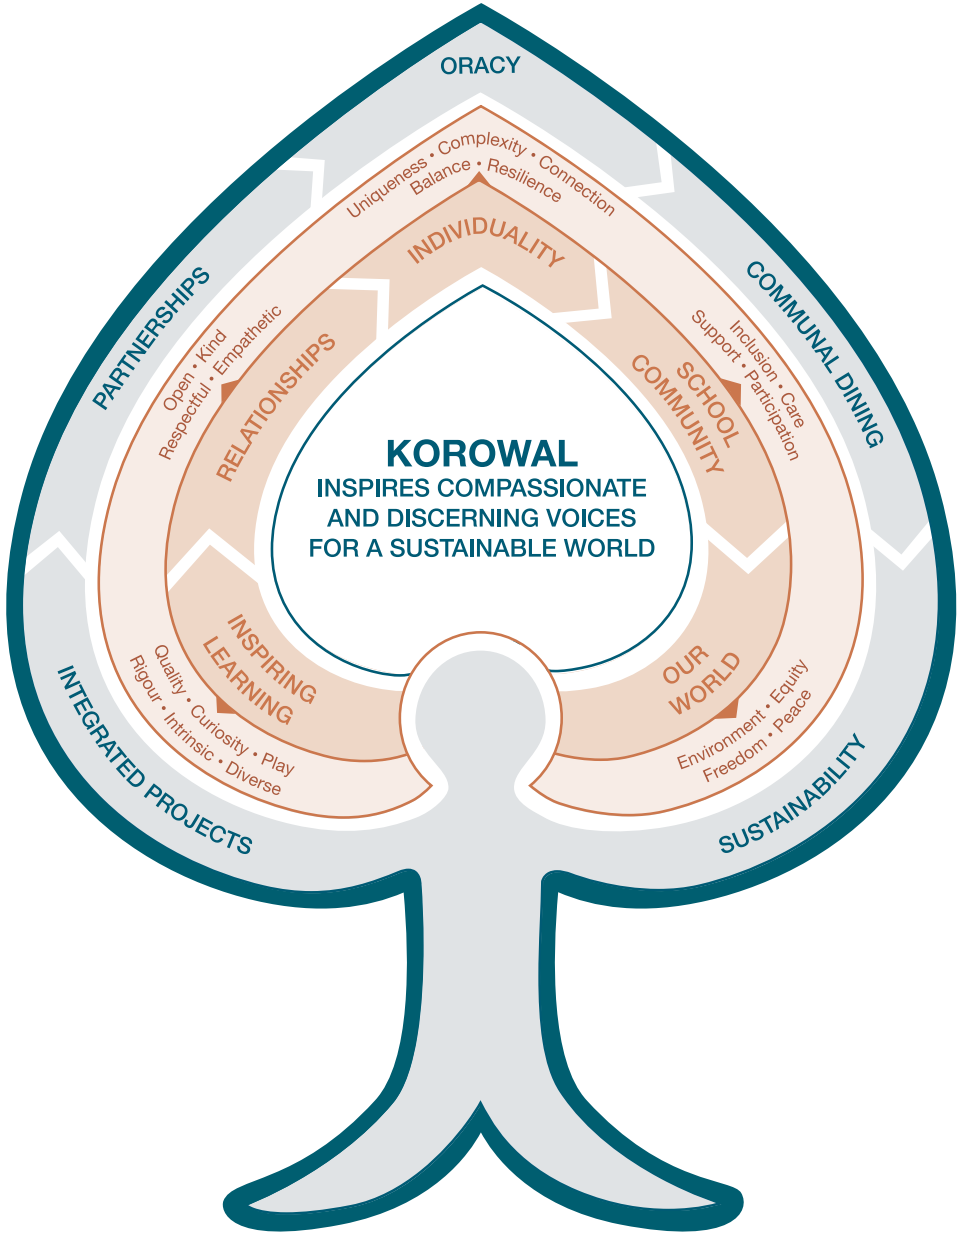 ORACY
PARTNERSHIPS
COMMUNAL DINING
INTEGRATED PROJECTS
SUSTAINABILITY
Uniqueness • Complexity • Connection
Balance • Resilience
INDIVIDUALITY
Open • Kind
Respectful • Empathetic
RELATIONSHIPS
Inclusion • Care
Support • Participation
SCHOOL
COMMUNITY
KOROWAL
INSPIRES COMPASSIONATE
AND DISCERNING VOICES
FOR A SUSTAINABLE WORLD
INSPIRING
LEARNING
Quality • Curiosity • Play
Rigour • Intrinsic • Diverse
OUR
WORLD
Environment • Equity
Freedom • Peace